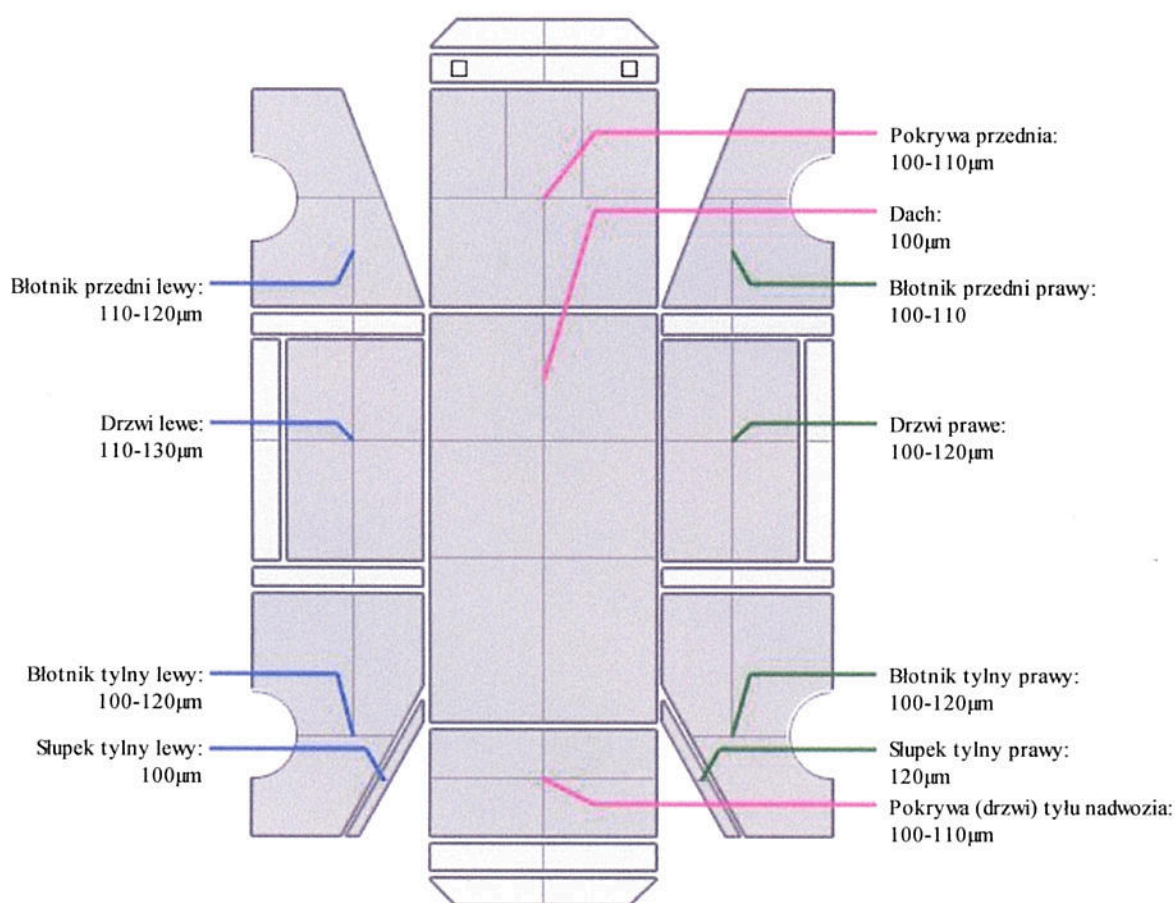 Pokrywa przednia:
100-110µm
Dach:
100µm
Błotnik przedni lewy:
110-120µm
Błotnik przedni prawy:
100-110
Drzwi lewe:
110-130µm
Drzwi prawe:
100-120µm
Błotnik tylny lewy:
100-120µm
Błotnik tylny prawy:
100-120µm
Słupek tylny lewy:
100µm
Słupek tylny prawy:
120µm
Pokrywa (drzwi) tyłu nadwozia:
100-110µm